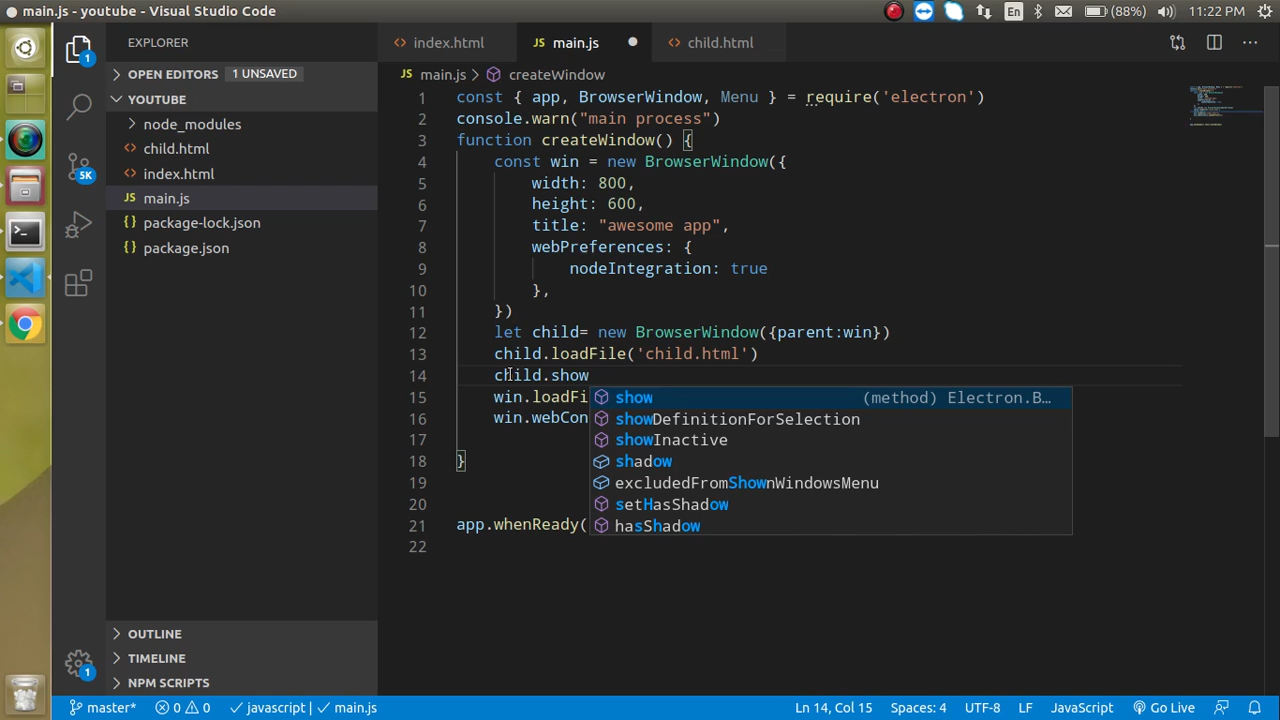 main.js - youtube - Visual Studio Code
En
(88%)
11:22 PM
EXPLORER
index.html
JS main.js
child.html
1
OPEN EDITORS
1 UNSAVED
YOUTUBE
node_modules
child.html
index.html
JS main.js
package-lock.json
package.json
5K
JS main.js > createWindow
1 const { app, BrowserWindow, Menu } = require('electron')
2 console.warn("main process")
3 function createWindow() {
4 const win = new BrowserWindow({
5 width: 800,
6 height: 600,
7 title: "awesome app",
8 webPreferences: {
9 nodeIntegration: true
10 },
11 })
12 let child= new BrowserWindow({parent:win})
13 child.loadFile('child.html')
14 child.show
15 win.loadFi
16 win.webCon
17
18 }
19
20
21 app.whenReady(
22
show
(method) Electron.B...
showDefinitionForSelection
showInactive
shadow
excludedFromShownWindowsMenu
setHasShadow
hasShadow
OUTLINE
TIMELINE
NPM SCRIPTS
1
master*
0
0
javascript
main.js
Ln 14, Col 15
Spaces: 4
UTF-8
LF
JavaScript
Go Live